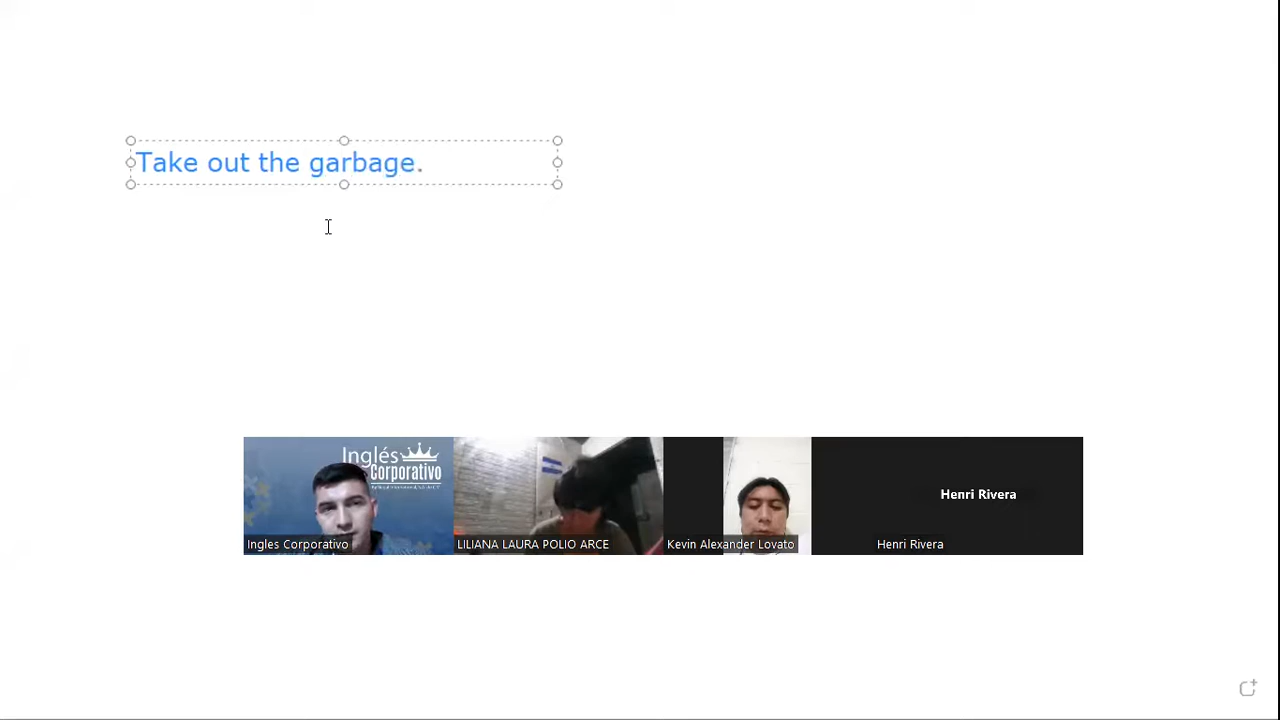 Take out the garbage.
Inglés
Corporativo
Ingles Corporativo
LILIANA LAURA POLIO ARCE
Kevin Alexander Lovato
Henri Rivera
Henri Rivera